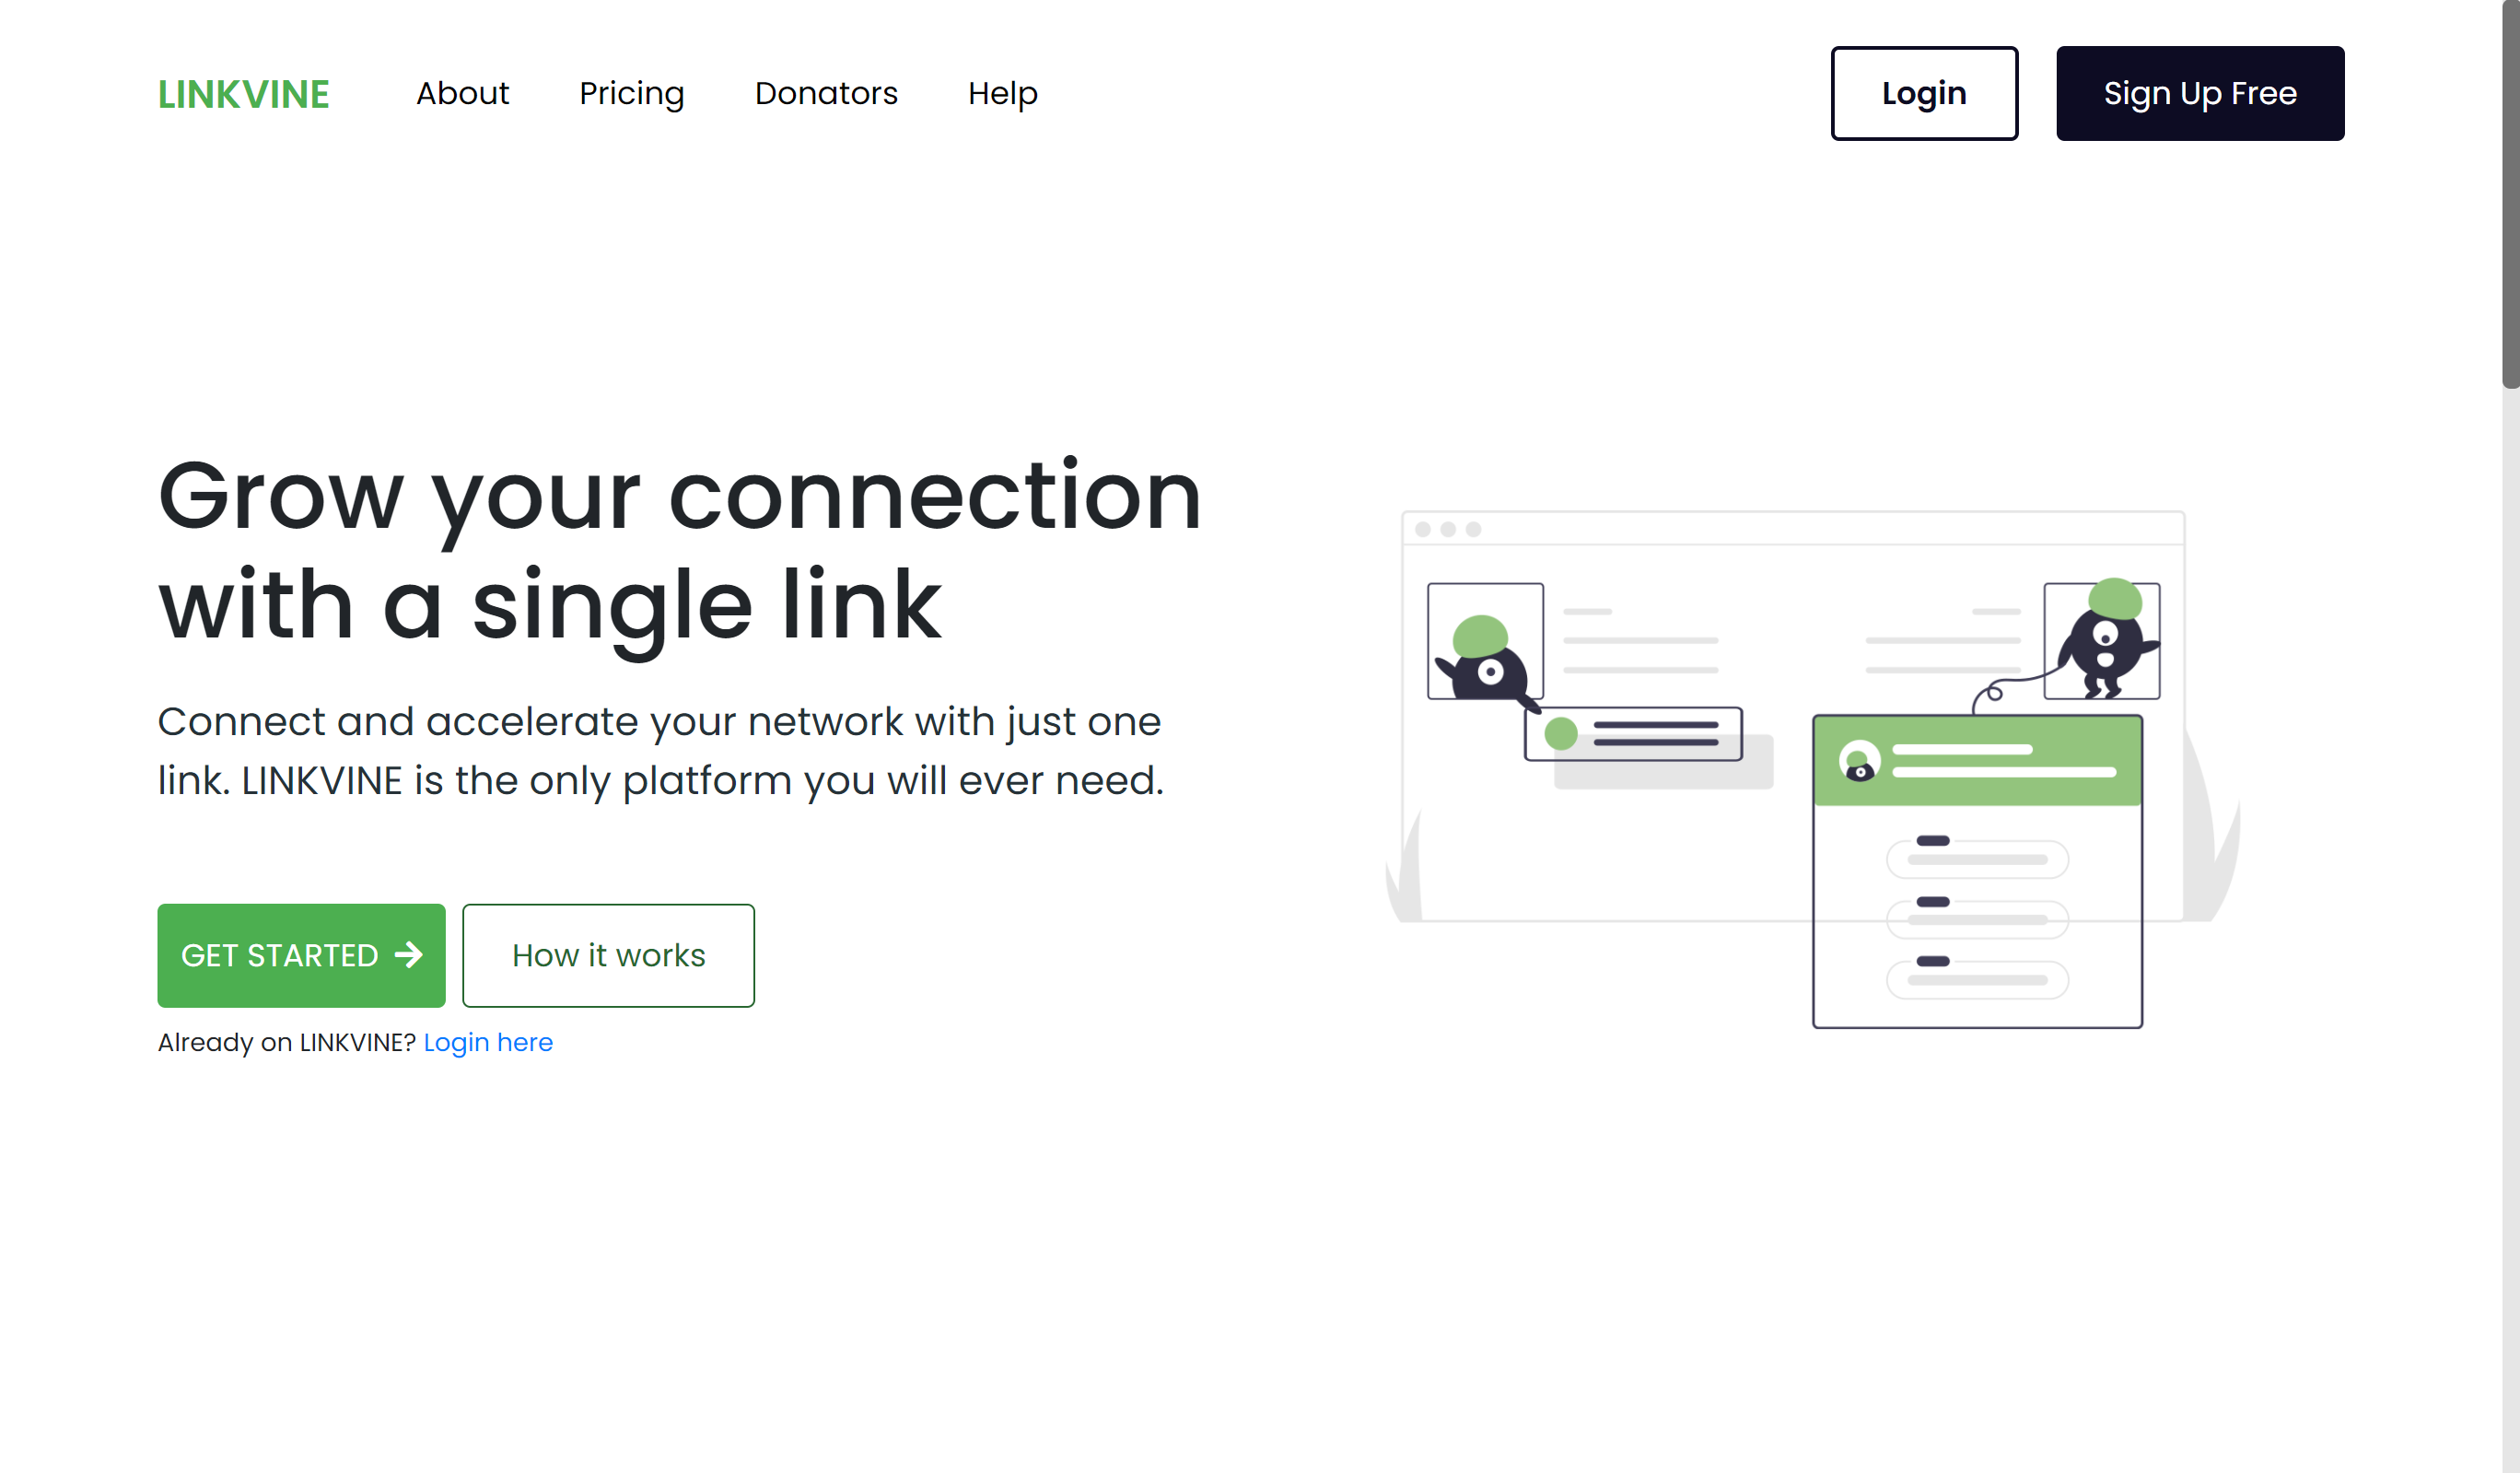 LINKVINE About Pricing Donators Help Login Sign Up Free
Grow your connection
with a single link
Connect and accelerate your network with just one
link. LINKVINE is the only platform you will ever need.
GET STARTED How it works
Already on LINKVINE? Login here